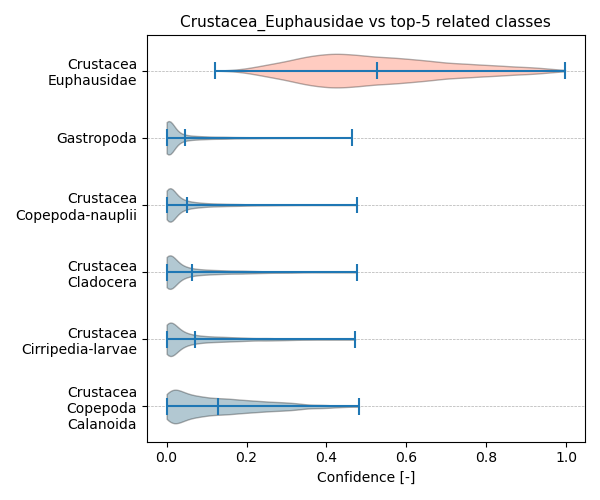 Crustacea_Euphausidae vs top-5 related classes
Crustacea
Euphausidae
Gastropoda
Crustacea
Copepoda-nauplii
Crustacea
Cladocera
Crustacea
Cirripedia-larvae
Crustacea
Copepoda
Calanoida
0.0 0.2 0.4 0.6 0.8 1.0
Confidence [-]